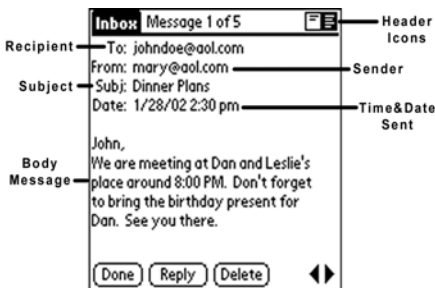 Inbox Message 1 of 5
Header Icons
Recipient
To: johndoe@aol.com
From: mary@aol.com
Sender
Subject
Subj: Dinner Plans
Date: 1/28/02 2:30 pm
Time&Date Sent
John,
Body Message
We are meeting at Dan and Leslie's
place around 8:00 PM. Don't forget
to bring the birthday present for
Dan. See you there.
Done Reply Delete